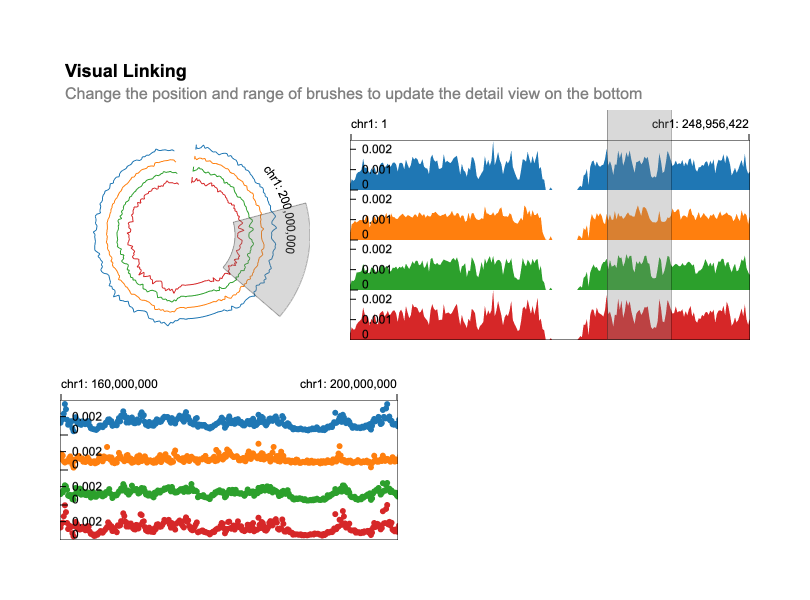 Visual Linking
Change the position and range of brushes to update the detail view on the bottom
chr1: 1
chr1: 248,956,422
chr1: 200,000,000
0.002
0.001
0
0.002
0.001
0
0.002
0.001
0
0.002
0.001
0
chr1: 160,000,000
chr1: 200,000,000
0.002
0
0.002
0
0.002
0
0.002
0